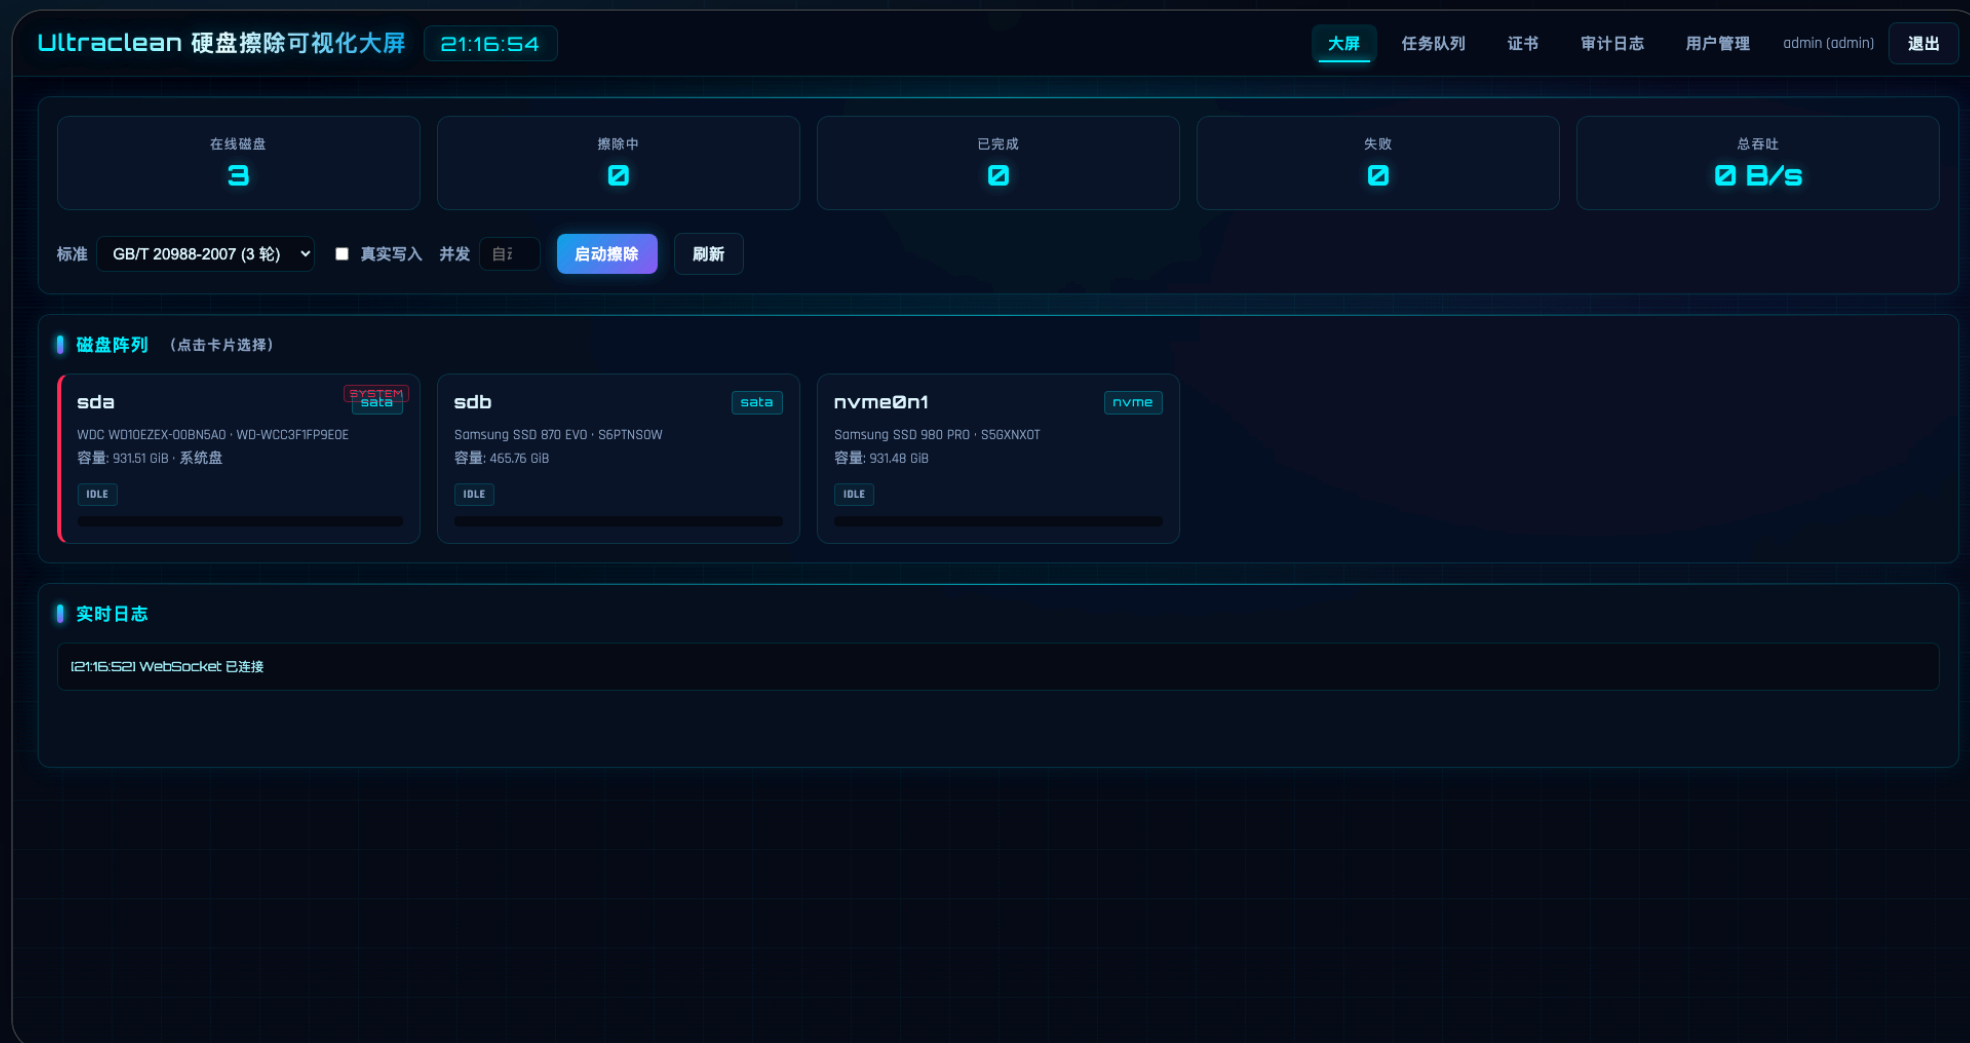 Ultraclean 硬盘擦除可视化大屏 21:16:54 大屏 任务队列 证书 审计日志 用户管理 admin (admin) 退出
在线磁盘 擦除中 已完成 失败 总吞吐
3 0 0 0 0 B/s
标准 GB/T 20988-2007 (3 轮) 真实写入 并发 启动擦除 刷新
磁盘阵列 (点击卡片选择)
SYSTEM
sda sata sdb sata nvme0n1 nvme
WDC WD10EZEX-00BN5A0 · WD-WCC3F1FP9E0E Samsung SSD 870 EVO · S6PTNS0W Samsung SSD 980 PRO · S5GXNX0T
容量: 931.51 GiB · 系统盘 容量: 465.76 GiB 容量: 931.48 GiB
IDLE IDLE IDLE
实时日志
[21:16:52] WebSocket 已连接